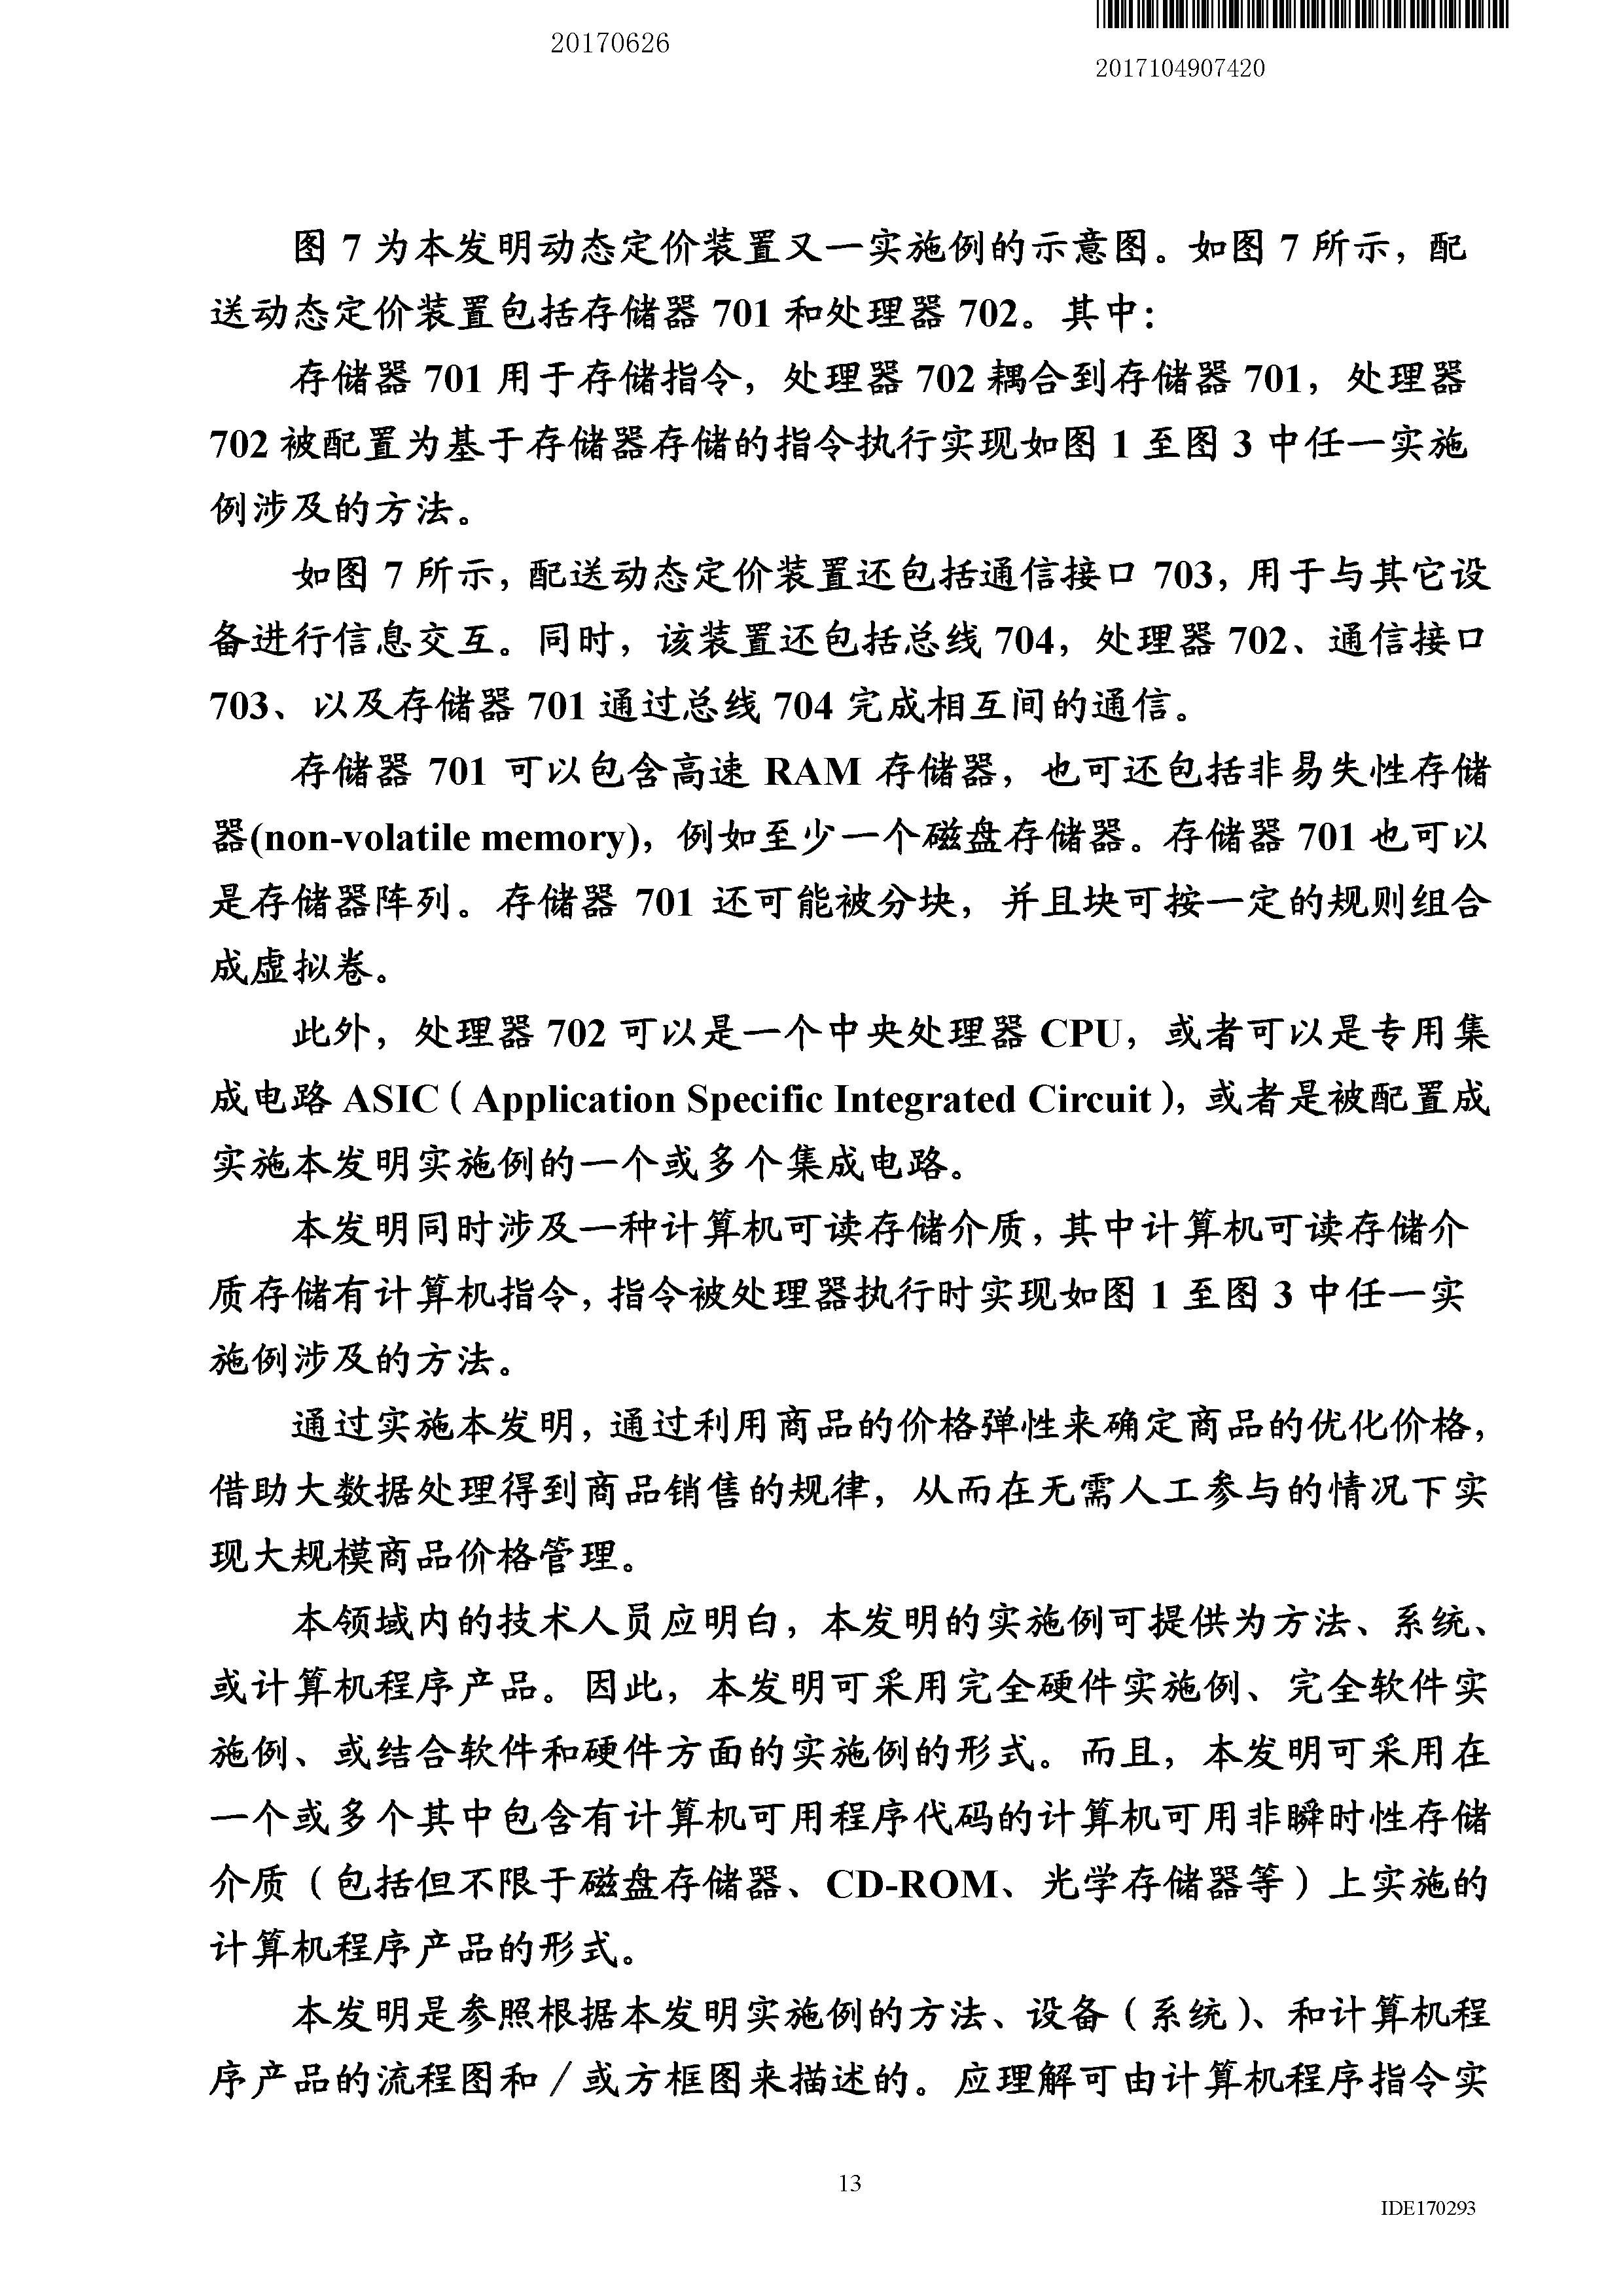 20170626
2017104907420
图 7 为本发明动态定价装置又一实施例的示意图。如图 7 所示，配
送动态定价装置包括存储器 701 和处理器 702。其中：
存储器 701 用于存储指令，处理器 702 耦合到存储器 701，处理器
702 被配置为基于存储器存储的指令执行实现如图 1 至图 3 中任一实施
例涉及的方法。
如图 7 所示，配送动态定价装置还包括通信接口 703，用于与其它设
备进行信息交互。同时，该装置还包括总线 704，处理器 702、通信接口
703、以及存储器 701 通过总线 704 完成相互间的通信。
存储器 701 可以包含高速 RAM 存储器，也可还包括非易失性存储
器(non-volatile memory)，例如至少一个磁盘存储器。存储器 701 也可以
是存储器阵列。存储器 701 还可能被分块，并且块可按一定的规则组合
成虚拟卷。
此外，处理器 702 可以是一个中央处理器 CPU，或者可以是专用集
成电路 ASIC（Application Specific Integrated Circuit），或者是被配置成
实施本发明实施例的一个或多个集成电路。
本发明同时涉及一种计算机可读存储介质，其中计算机可读存储介
质存储有计算机指令，指令被处理器执行时实现如图 1 至图 3 中任一实
施例涉及的方法。
通过实施本发明，通过利用商品的价格弹性来确定商品的优化价格，
借助大数据处理得到商品销售的规律，从而在无需人工参与的情况下实
现大规模商品价格管理。
本领域内的技术人员应明白，本发明的实施例可提供为方法、系统、
或计算机程序产品。因此，本发明可采用完全硬件实施例、完全软件实
施例、或结合软件和硬件方面的实施例的形式。而且，本发明可采用在
一个或多个其中包含有计算机可用程序代码的计算机可用非瞬时性存储
介质（包括但不限于磁盘存储器、CD-ROM、光学存储器等）上实施的
计算机程序产品的形式。
本发明是参照根据本发明实施例的方法、设备（系统）、和计算机程
序产品的流程图和／或方框图来描述的。应理解可由计算机程序指令实
13
IDE170293